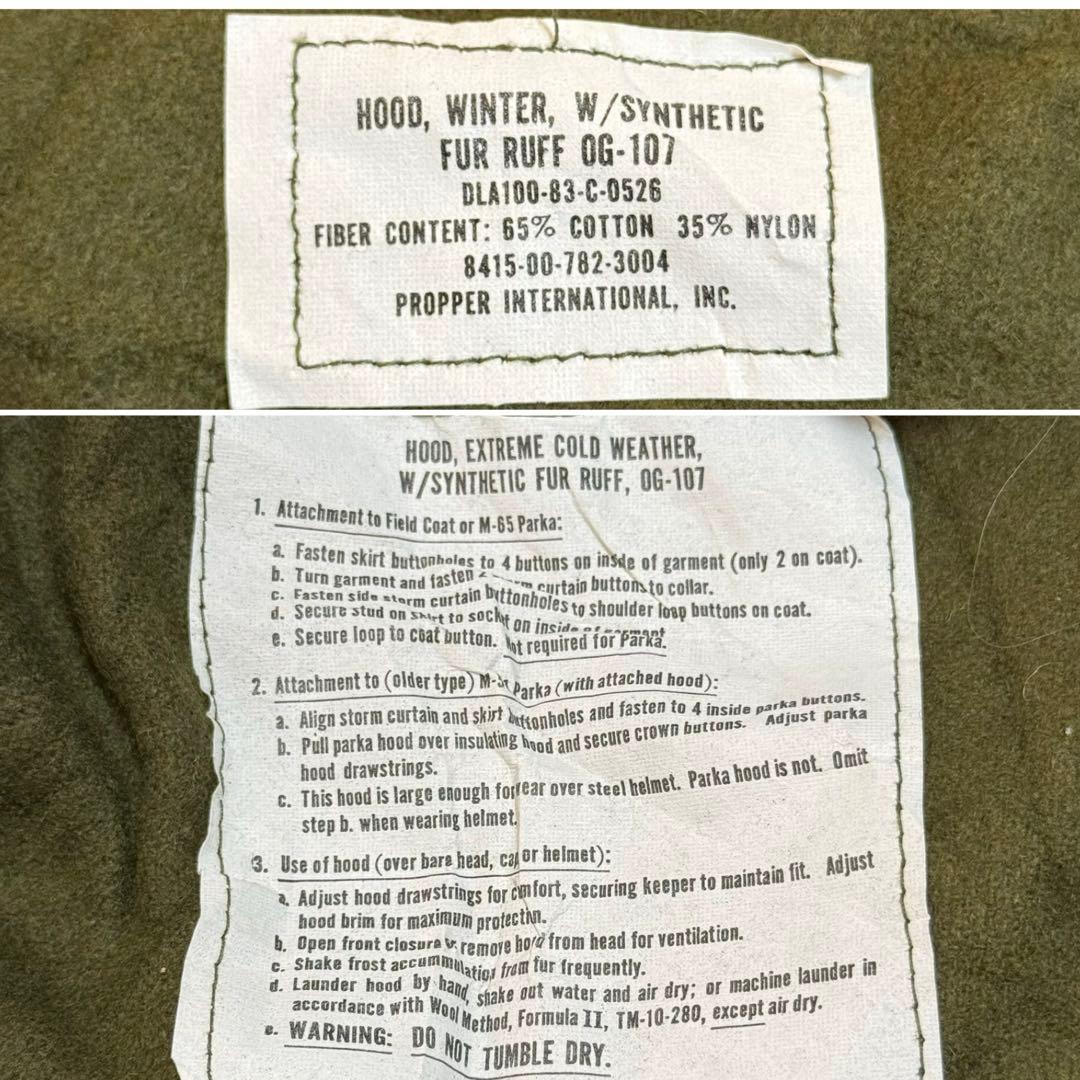 HOOD, WINTER, W/SYNTHETIC
FUR RUFF OG-107
DLA100-83-C-0526
FIBER CONTENT: 65% COTTON 35% NYLON
8415-00-782-3004
PROPPER INTERNATIONAL, INC.
HOOD, EXTREME COLD WEATHER,
W/SYNTHETIC FUR RUFF, OG-107
1. Attachment to Field Coat or M-65 Parka:
a. Fasten skirt buttonholes to 4 buttons on inside of garment (only 2 on coat).
b. Turn garment and fasten curtain buttons to collar.
c. Fasten side storm curtain buttonholes to shoulder loop buttons on coat.
d. Secure stud on skirt to socket on inside of garment
e. Secure loop to coat button. Not required for Parka.
2. Attachment to (older type) Parka (with attached hood):
a. Align storm curtain and skirt buttonholes and fasten to 4 inside parka buttons.
b. Pull parka hood over insulating hood and secure crown buttons. Adjust parka
hood drawstrings.
c. This hood is large enough for wear over steel helmet. Parka hood is not. Omit
step b. when wearing helmet.
3. Use of hood (over bare head, cap or helmet):
a. Adjust hood drawstrings for comfort, securing keeper to maintain fit. Adjust
hood brim for maximum protection.
b. Open front closure or remove hood from head for ventilation.
c. Shake frost accummulation from fur frequently.
d. Launder hood by hand, shake out water and air dry; or machine launder in
accordance with Wool Method, Formula II, TM-10-280, except air dry.
e. WARNING: DO NOT TUMBLE DRY.